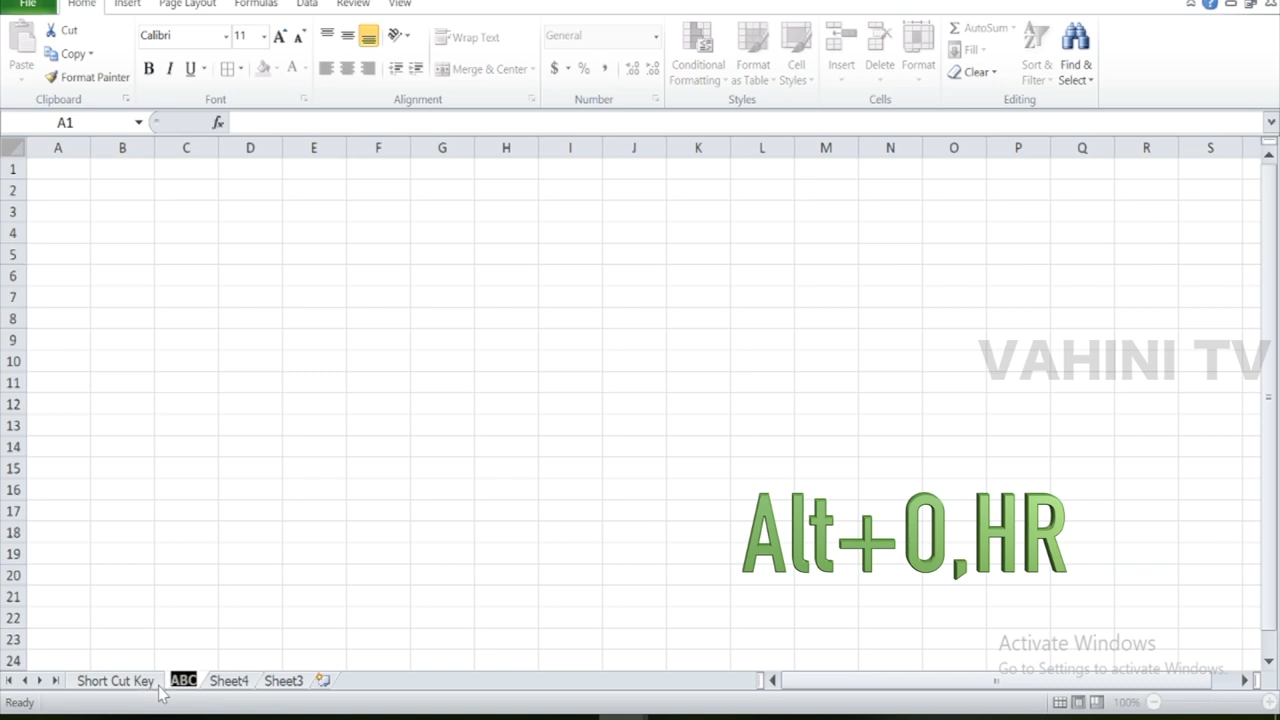 File Home Insert Page Layout Formulas Data Review View
Cut Calibri 11 Wrap Text General AutoSum
Copy Fill
Paste Format Painter B I U Merge & Center $ % , Conditional Formatting Format as Table Cell Styles Insert Delete Format Clear Sort & Filter Find & Select
Clipboard Font Alignment Number Styles Cells Editing
A1 fx
A B C D E F G H I J K L M N O P Q R S
1
2
3
4
5
6
7
8
9
10
11
12
13
14
15
16
17
18
19
20
21
22
23
24
VAHINI TV
Alt+O,HR
Activate Windows
Go to Settings to activate Windows.
Short Cut Key ABC Sheet4 Sheet3
Ready 100%